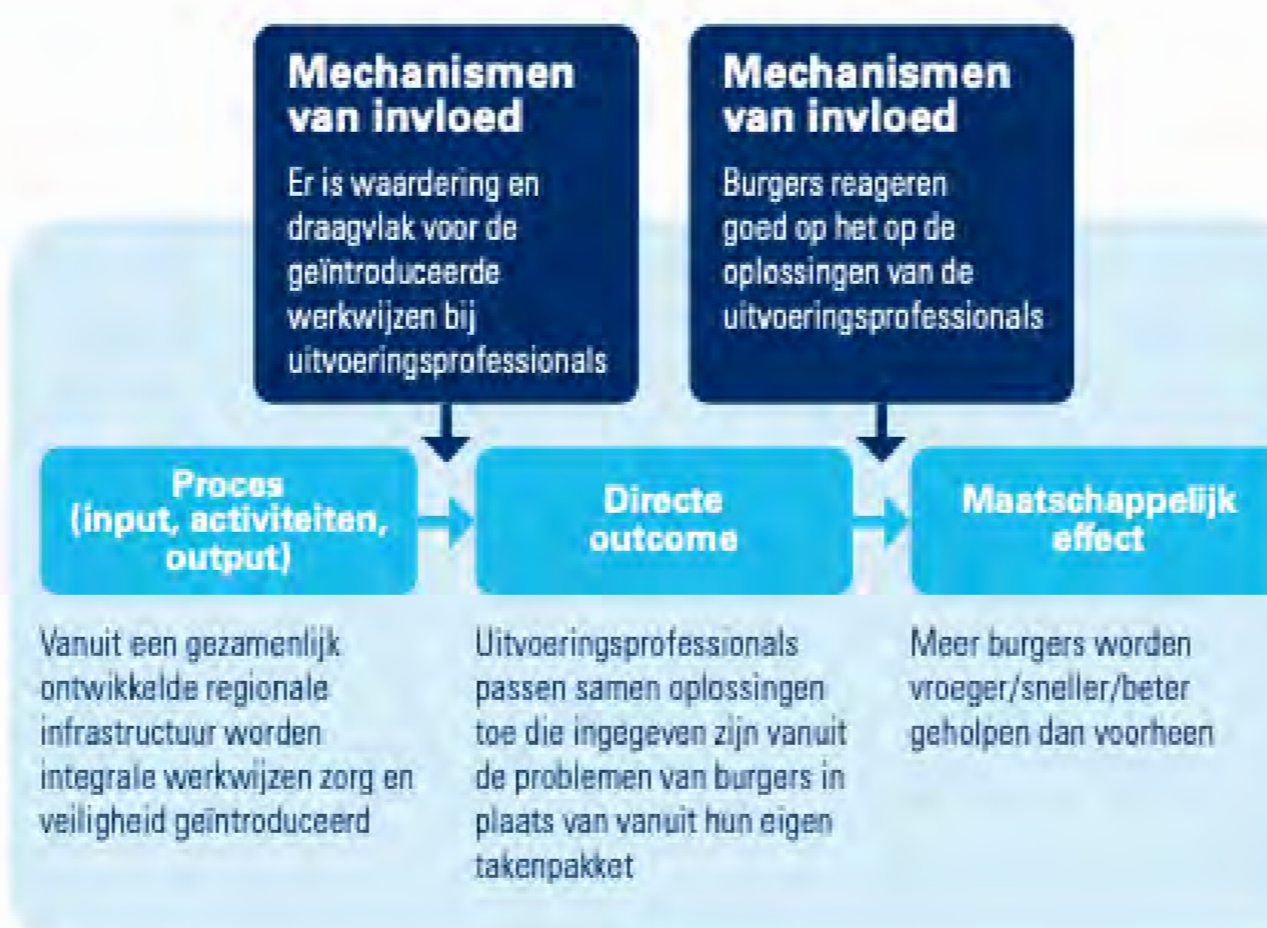 Mechanismen
van invloed
Er is waardering en
draagvlak voor de
geïntroduceerde
werkwijzen bij
uitvoeringsprofessionals
Mechanismen
van invloed
Burgers reageren
goed op het op de
oplossingen van de
uitvoeringsprofessionals
Proces
(input, activiteiten,
output)
Vanuit een gezamenlijk
ontwikkelde regionale
infrastructuur worden
integrale werkwijzen zorg en
veiligheid geïntroduceerd
Directe
outcome
Uitvoeringsprofessionals
passen samen oplossingen
toe die ingegeven zijn vanuit
de problemen van burgers in
plaats van vanuit hun eigen
takenpakket
Maatschappelijk
effect
Meer burgers worden
vroeger/sneller/beter
geholpen dan voorheen